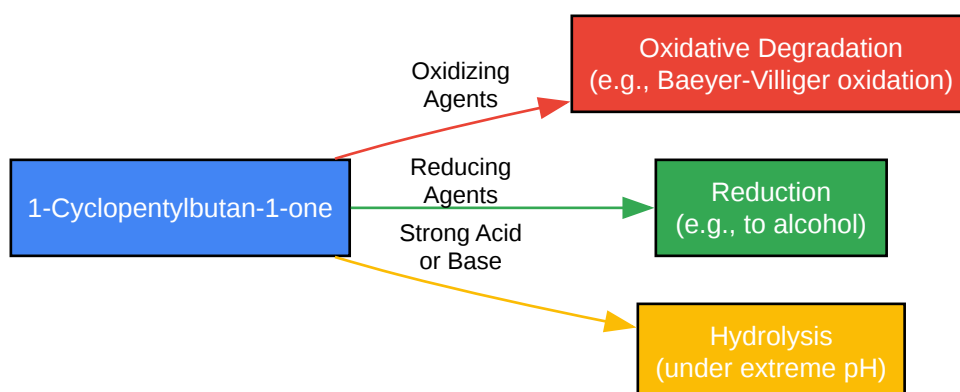 Oxidative Degradation
(e.g., Baeyer-Villiger oxidation)
Oxidizing
Agents
1-Cyclopentylbutan-1-one
Reducing
Agents
Reduction
(e.g., to alcohol)
Strong Acid
or Base
Hydrolysis
(under extreme pH)